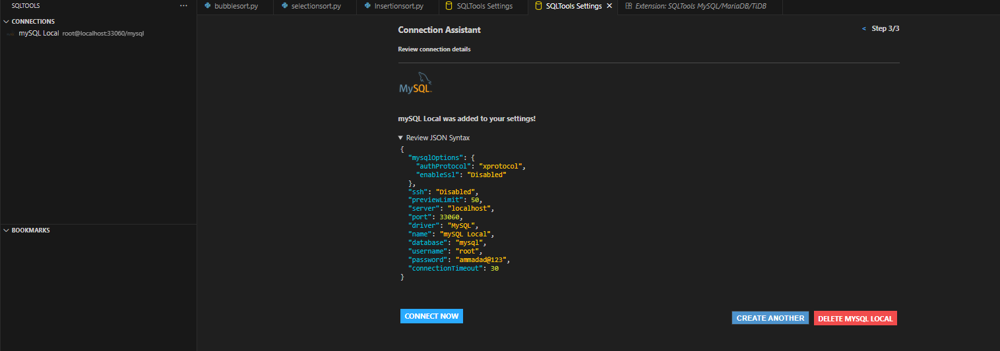 SQLTOOLS
bubblesort.py
selectionsort.py
Insertionsort.py
SQLTools Settings
SQLTools Settings
Extension: SQLTools MySQL/MariaDB/TiDB
CONNECTIONS
mySQL Local root@localhost:33060/mysql
BOOKMARKS
Connection Assistant
< Step 3/3
Review connection details
MySQL
mySQL Local was added to your settings!
Review JSON Syntax
{
"mysqlOptions": {
"authProtocol": "xprotocol",
"enableSsl": "Disabled"
},
"ssh": "Disabled",
"previewLimit": 50,
"server": "localhost",
"port": 33060,
"driver": "MySQL",
"name": "mySQL Local",
"database": "mysql",
"username": "root",
"password": "ammadad@123",
"connectionTimeout": 30
}
CONNECT NOW
CREATE ANOTHER
DELETE MYSQL LOCAL